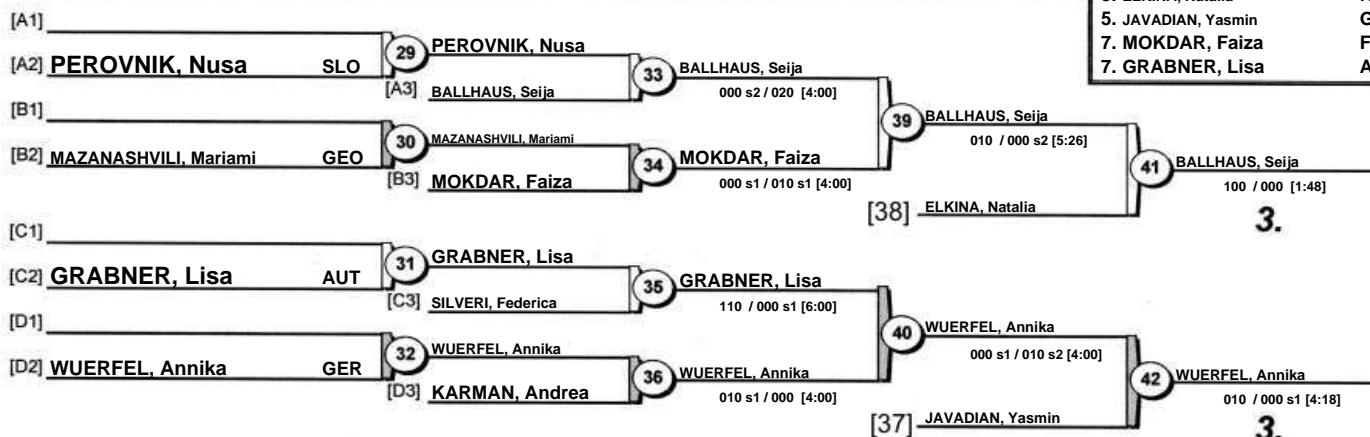 5. JAVADIAN, Yasmin G
7. MOKDAR, Faiza F
7. GRABNER, Lisa A
[A1]
[A2] PEROVNIK, Nusa SLO
29
PEROVNIK, Nusa
[A3] BALLHAUS, Seija
33
BALLHAUS, Seija
000 s2 / 020 [4:00]
[B1]
[B2] MAZANASHVILI, Mariami GEO
30
MAZANASHVILI, Mariami
[B3] MOKDAR, Faiza
34
MOKDAR, Faiza
000 s1 / 010 s1 [4:00]
39
BALLHAUS, Seija
010 / 000 s2 [5:26]
[38] ELKINA, Natalia
41
BALLHAUS, Seija
100 / 000 [1:48]
3.
[C1]
[C2] GRABNER, Lisa AUT
31
GRABNER, Lisa
[C3] SILVERI, Federica
35
GRABNER, Lisa
110 / 000 s1 [6:00]
[D1]
[D2] WUERFEL, Annika GER
32
WUERFEL, Annika
[D3] KARMAN, Andrea
36
WUERFEL, Annika
010 s1 / 000 [4:00]
40
WUERFEL, Annika
000 s1 / 010 s2 [4:00]
[37] JAVADIAN, Yasmin
42
WUERFEL, Annika
010 / 000 s1 [4:18]
3.